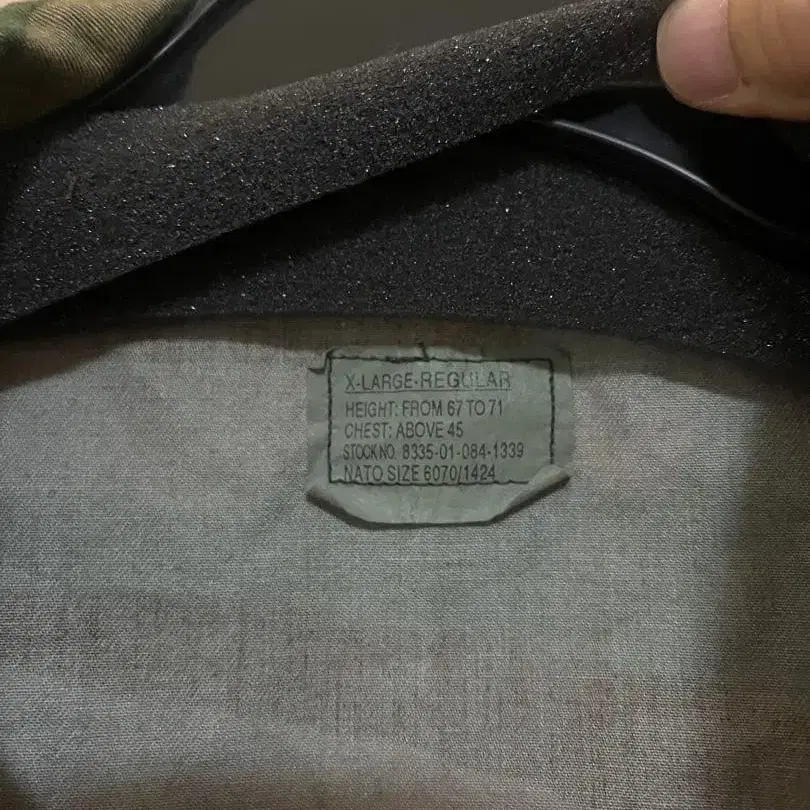 X-LARGE-REGULAR
HEIGHT: FROM 67 TO 71
CHEST: ABOVE 45
STOCK NO. 8335-01-084-1339
NATO SIZE 6070/1424